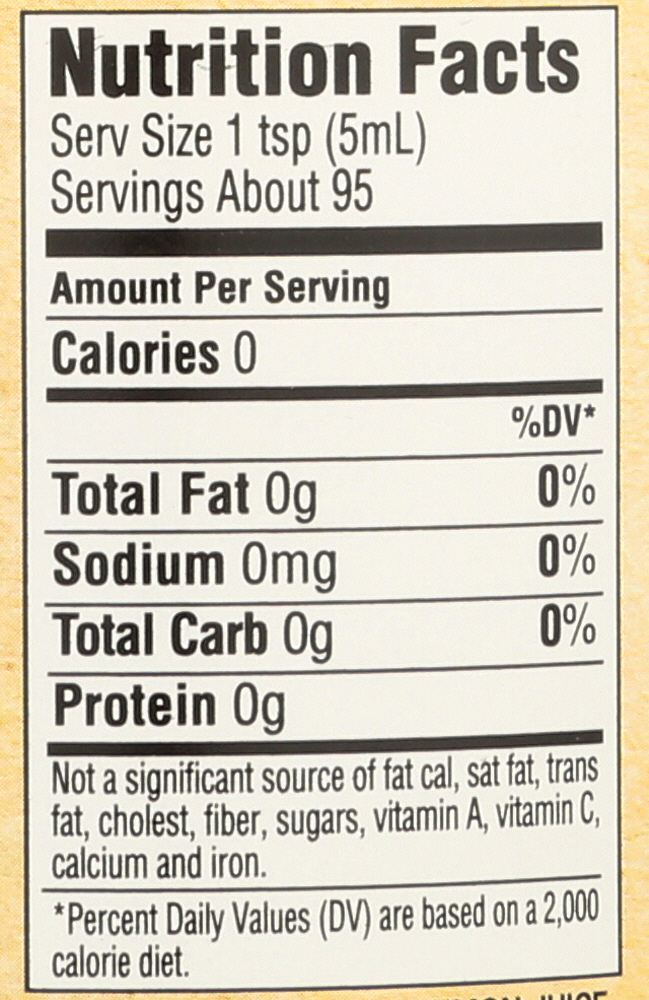 Nutrition Facts
Serv Size 1 tsp (5mL)
Servings About 95
Amount Per Serving
Calories 0
%DV*
Total Fat 0g 0%
Sodium 0mg 0%
Total Carb 0g 0%
Protein 0g
Not a significant source of fat cal, sat fat, trans
fat, cholest, fiber, sugars, vitamin A, vitamin C,
calcium and iron.
*Percent Daily Values (DV) are based on a 2,000
calorie diet.
JUICE